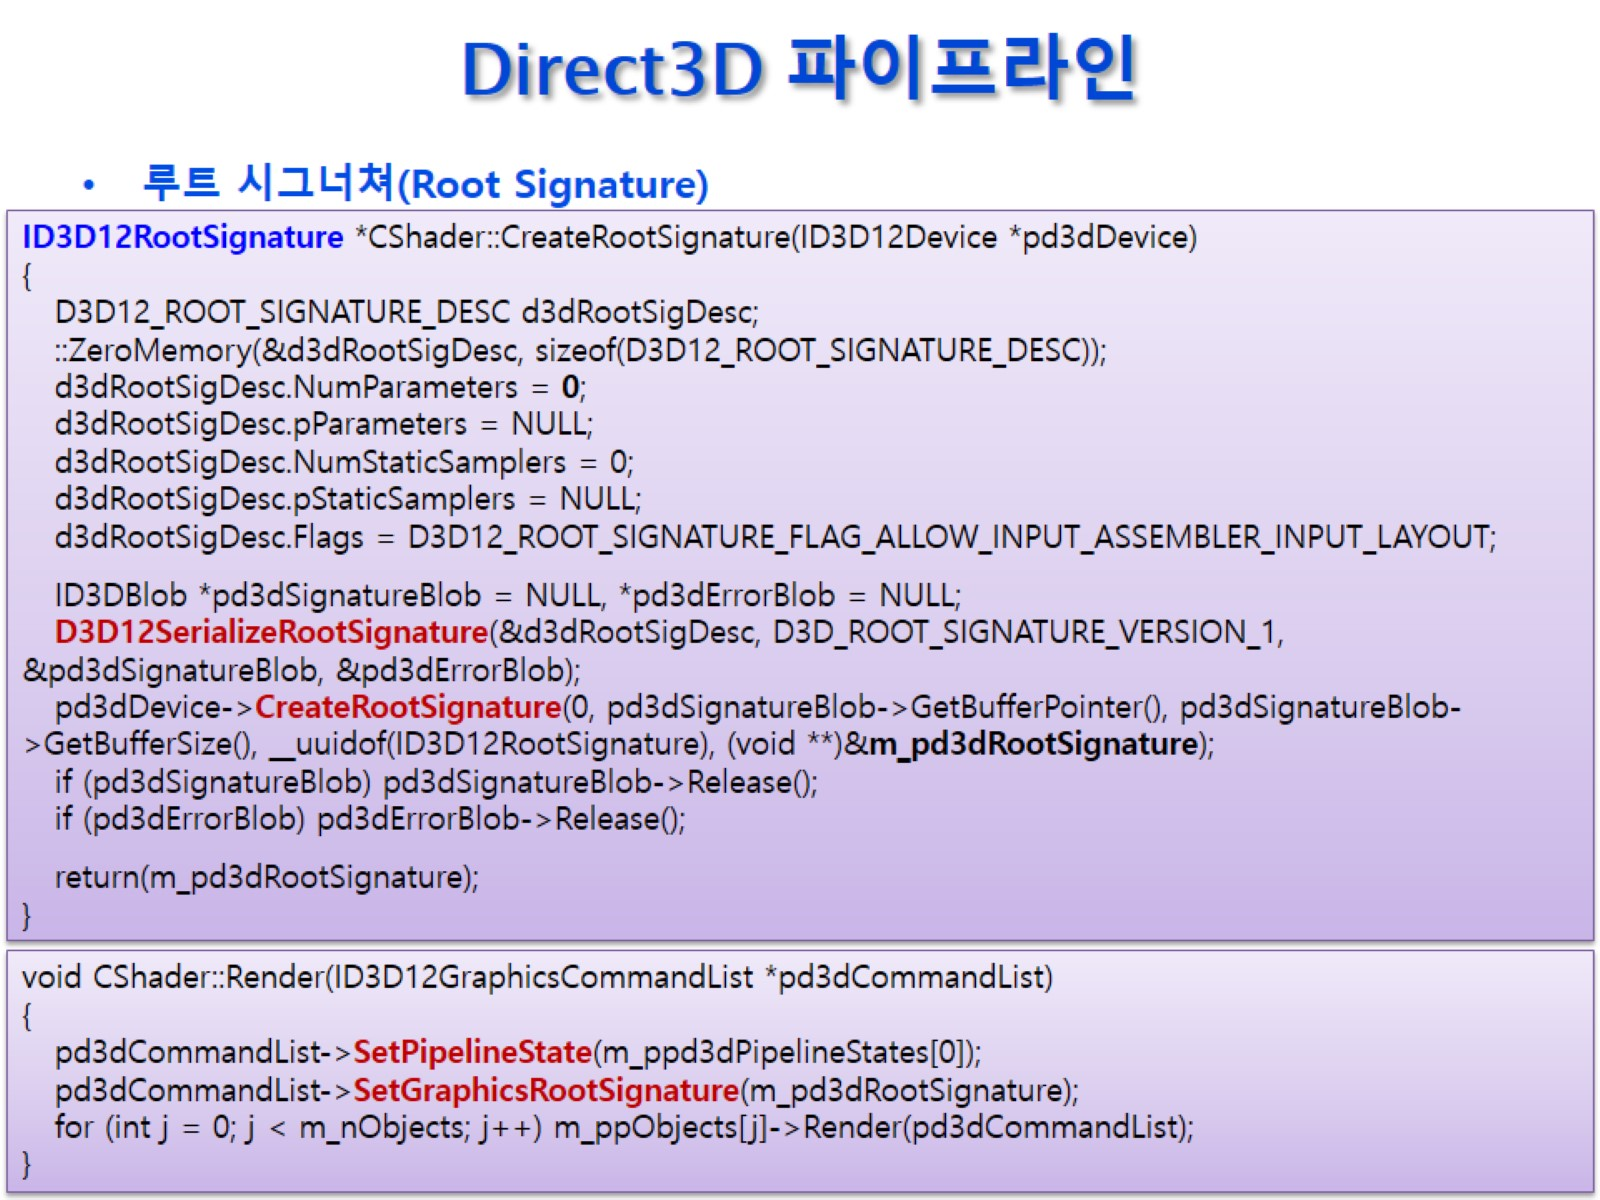 Direct3D 파이프라인
• 루트 시그너쳐(Root Signature)
ID3D12RootSignature *CShader::CreateRootSignature(ID3D12Device *pd3dDevice)
{
d3D12_ROOT_SIGNATURE_DESC d3dRootSigDesc;
::ZeroMemory(&d3dRootSigDesc, sizeof(D3D12_ROOT_SIGNATURE_DESC));
d3dRootSigDesc.NumParameters = 0;
d3dRootSigDesc.pParameters = NULL;
d3dRootSigDesc.NumStaticSamplers = 0;
d3dRootSigDesc.pStaticSamplers = NULL;
d3dRootSigDesc.Flags = D3D12_ROOT_SIGNATURE_FLAG_ALLOW_INPUT_ASSEMBLER_INPUT_LAYOUT;
ID3DBlob *pd3dSignatureBlob = NULL, *pd3dErrorBlob = NULL;
D3D12SerializeRootSignature(&d3dRootSigDesc, D3D_ROOT_SIGNATURE_VERSION_1,
&pd3dSignatureBlob, &pd3dErrorBlob);
pd3dDevice->CreateRootSignature(0, pd3dSignatureBlob->GetBufferPointer(), pd3dSignatureBlob-
>GetBufferSize(), __uuidof(ID3D12RootSignature), (void **)&m_pd3dRootSignature);
if (pd3dSignatureBlob) pd3dSignatureBlob->Release();
if (pd3dErrorBlob) pd3dErrorBlob->Release();
return(m_pd3dRootSignature);
}
void CShader::Render(ID3D12GraphicsCommandList *pd3dCommandList)
{
pd3dCommandList->SetPipelineState(m_ppd3dPipelineStates[0]);
pd3dCommandList->SetGraphicsRootSignature(m_pd3dRootSignature);
for (int j = 0; j < m_nObjects; j++) m_ppObjects[j]->Render(pd3dCommandList);
}